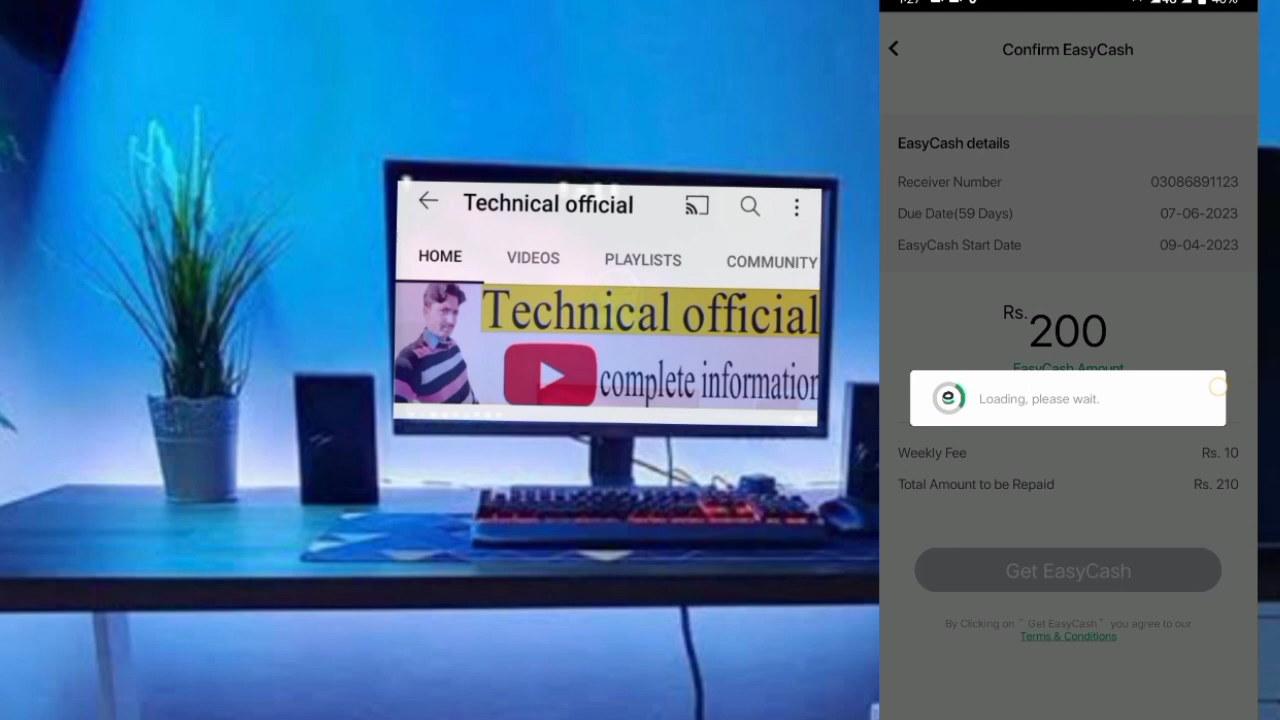 Technical official
HOME VIDEOS PLAYLISTS COMMUNITY
Technical official
complete information
Confirm EasyCash
EasyCash details
Receiver Number 03086891123
Due Date(59 Days) 07-06-2023
EasyCash Start Date 09-04-2023
Rs. 200
EasyCash Amount
Loading, please wait.
Weekly Fee Rs. 10
Total Amount to be Repaid Rs. 210
Get EasyCash
By Clicking on " Get EasyCash " you agree to our
Terms & Conditions